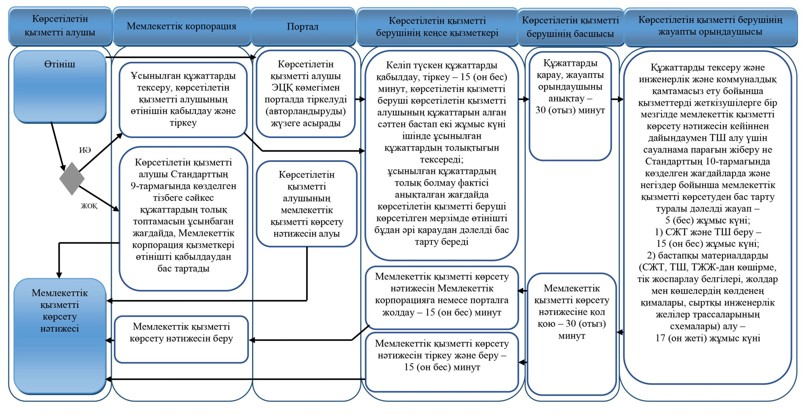 Көрсетілетін
қызметті алушы
Мемлекеттік корпорация
Портал
Көрсетілетін қызметті
берушінің кеңсе қызметкері
Көрсетілетін қызметті
берушінің басшысы
Көрсетілетін қызметті берушінің
жауапты орындаушысы
Өтініш
ИӘ
ЖОҚ
Мемлекеттік
қызметті
көрсету
нәтижесі
Ұсынылған құжаттарды
тексеру, көрсетілетін
қызметті алушының
өтінішін қабылдау және
тіркеу
Көрсетілетін қызметті
алушы Стандарттың
9-тармағында көзделген
тізбеге сәйкес
құжаттардың толық
топтамасын ұсынбаған
жағдайда, Мемлекеттік
корпорация қызметкері
өтінішті қабылдаудан
бас тартады
Мемлекеттік қызметті
көрсету нәтижесін беру
Көрсетілетін
қызметті алушы
ЭЦҚ көмегімен
порталда тіркелуді
(авторландыруды)
жүзеге асырады
Көрсетілетін
қызметті
алушының
мемлекеттік
қызметті көрсету
нәтижесін алуы
Келіп түскен құжаттарды
қабылдау, тіркеу – 15 (он бес)
минут, көрсетілетін қызметті
беруші көрсетілетін қызметті
алушының құжаттарын алған
сәттен бастап екі жұмыс күні
ішінде ұсынылған
құжаттардың толықтығын
тексереді;
ұсынылған құжаттардың
толық болмау фактісі
анықталған жағдайда
көрсетілетін қызметті беруші
көрсетілген мерзімде өтінішті
бұдан әрі қараудан дәлелді бас
тарту береді
Мемлекеттік қызметті көрсету
нәтижесін Мемлекеттік
корпорацияға немесе порталға
жолдау – 15 (он бес) минут
Мемлекеттік қызметті көрсету
нәтижесін тіркеу және беру –
15 (он бес) минут
Құжаттарды
қарау, жауапты
орындаушыны
анықтау –
30 (отыз) минут
Мемлекеттік
қызметті көрсету
нәтижесіне қол
қою – 30 (отыз)
минут
Құжаттарды тексеру және
инженерлік және коммуналдық
қамтамасыз ету бойынша
қызметтерді жеткізушілерге бір
мезгілде мемлекеттік қызметті
көрсету нәтижесін кейіннен
дайындаумен ТШ алу үшін
сауалнама парағын жіберу не
Стандарттың 10-тармағында
көзделген жағдайларда және
негіздер бойынша мемлекеттік
қызметті көрсетуден бас тарту
туралы дәлелді жауап –
5 (бес) жұмыс күні;
1) СЖТ және ТШ беру –
15 (он бес) жұмыс күні;
2) бастапқы материалдарды
(СЖТ, ТШ, ТЖЖ-дан көшірме,
тік жоспарлау белгілері, жолдар
мен көшелердің көлденең
қималары, сыртқы инженерлік
желілер трассаларының
схемалары) алу –
17 (он жеті) жұмыс күні